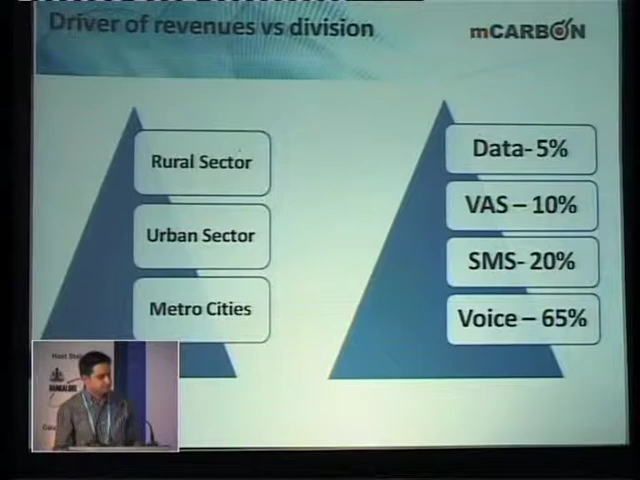 Driver of revenues vs division
mCARBON
Rural Sector
Urban Sector
Metro Cities
Data- 5%
VAS – 10%
SMS- 20%
Voice – 65%
BANGALORE